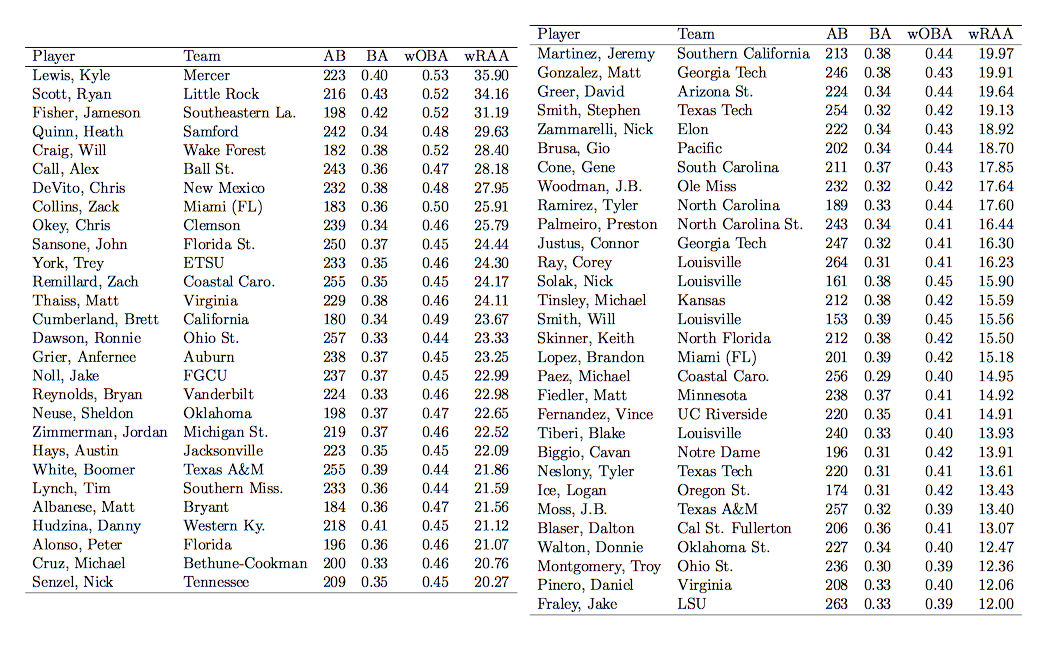 Player Team AB BA wOBA wRAA
Lewis, Kyle Mercer 223 0.40 0.53 35.90
Scott, Ryan Little Rock 216 0.43 0.52 34.16
Fisher, Jameson Southeastern La. 198 0.42 0.52 31.19
Quinn, Heath Samford 242 0.34 0.48 29.63
Craig, Will Wake Forest 182 0.38 0.52 28.40
Call, Alex Ball St. 243 0.36 0.47 28.18
DeVito, Chris New Mexico 232 0.38 0.48 27.95
Collins, Zack Miami (FL) 183 0.36 0.50 25.91
Okey, Chris Clemson 239 0.34 0.46 25.79
Sansone, John Florida St. 250 0.37 0.45 24.44
York, Trey ETSU 233 0.35 0.46 24.30
Remillard, Zach Coastal Caro. 255 0.35 0.45 24.17
Thaiss, Matt Virginia 229 0.38 0.46 24.11
Cumberland, Brett California 180 0.34 0.49 23.67
Dawson, Ronnie Ohio St. 257 0.33 0.44 23.33
Grier, Anfernee Auburn 238 0.37 0.45 23.25
Noll, Jake FGCU 237 0.37 0.45 22.99
Reynolds, Bryan Vanderbilt 224 0.33 0.46 22.98
Neuse, Sheldon Oklahoma 198 0.37 0.47 22.65
Zimmerman, Jordan Michigan St. 219 0.37 0.46 22.52
Hays, Austin Jacksonville 223 0.35 0.45 22.09
White, Boomer Texas A&M 255 0.39 0.44 21.86
Lynch, Tim Southern Miss. 233 0.36 0.44 21.59
Albanese, Matt Bryant 184 0.36 0.47 21.56
Hudzina, Danny Western Ky. 218 0.41 0.45 21.12
Alonso, Peter Florida 196 0.36 0.46 21.07
Cruz, Michael Bethune-Cookman 200 0.33 0.46 20.76
Senzel, Nick Tennessee 209 0.35 0.45 20.27
Player Team AB BA wOBA wRAA
Martinez, Jeremy Southern California 213 0.38 0.44 19.97
Gonzalez, Matt Georgia Tech 246 0.38 0.43 19.91
Greer, David Arizona St. 224 0.34 0.44 19.64
Smith, Stephen Texas Tech 254 0.32 0.42 19.13
Zammarelli, Nick Elon 222 0.34 0.43 18.92
Brusa, Gio Pacific 202 0.34 0.44 18.70
Cone, Gene South Carolina 211 0.37 0.43 17.85
Woodman, J.B. Ole Miss 232 0.32 0.42 17.64
Ramirez, Tyler North Carolina 189 0.33 0.44 17.60
Palmeiro, Preston North Carolina St. 243 0.34 0.41 16.44
Justus, Connor Georgia Tech 247 0.32 0.41 16.30
Ray, Corey Louisville 264 0.31 0.41 16.23
Solak, Nick Louisville 161 0.38 0.45 15.90
Tinsley, Michael Kansas 212 0.38 0.42 15.59
Smith, Will Louisville 153 0.39 0.45 15.56
Skinner, Keith North Florida 212 0.38 0.42 15.50
Lopez, Brandon Miami (FL) 201 0.39 0.42 15.18
Paez, Michael Coastal Caro. 256 0.29 0.40 14.95
Fiedler, Matt Minnesota 238 0.37 0.41 14.92
Fernandez, Vince UC Riverside 220 0.35 0.41 14.91
Tiberi, Blake Louisville 240 0.33 0.40 13.93
Biggio, Cavan Notre Dame 196 0.31 0.42 13.91
Neslony, Tyler Texas Tech 220 0.31 0.41 13.61
Ice, Logan Oregon St. 174 0.31 0.42 13.43
Moss, J.B. Texas A&M 257 0.32 0.39 13.40
Blaser, Dalton Cal St. Fullerton 206 0.36 0.41 13.07
Walton, Donnie Oklahoma St. 227 0.34 0.40 12.47
Montgomery, Troy Ohio St. 236 0.30 0.39 12.36
Pinero, Daniel Virginia 208 0.33 0.40 12.06
Fraley, Jake LSU 263 0.33 0.39 12.00